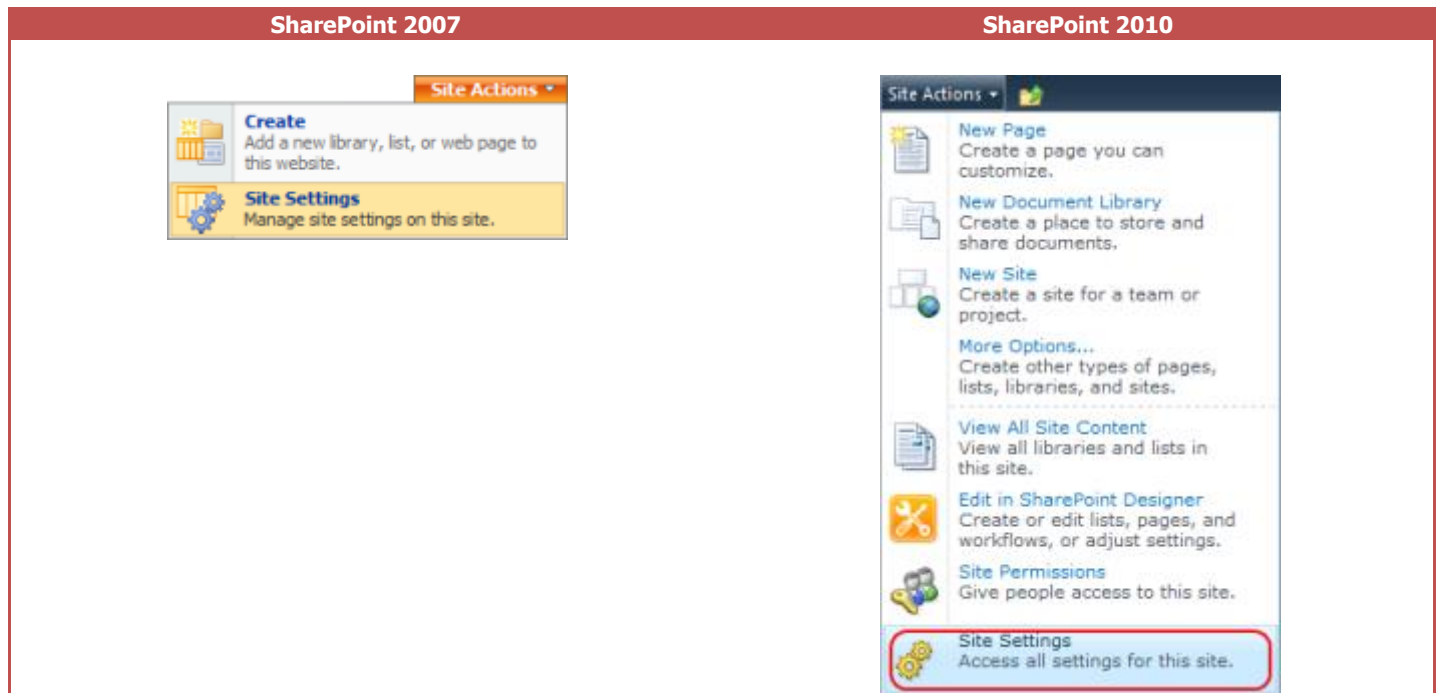 SharePoint 2007
SharePoint 2010
Site Actions
Create
Add a new library, list, or web page to
this website.
Site Settings
Manage site settings on this site.
Site Actions
New Page
Create a page you can
customize.
New Document Library
Create a place to store and
share documents.
New Site
Create a site for a team or
project.
More Options...
Create other types of pages,
lists, libraries, and sites.
View All Site Content
View all libraries and lists in
this site.
Edit in SharePoint Designer
Create or edit lists, pages, and
workflows, or adjust settings.
Site Permissions
Give people access to this site.
Site Settings
Access all settings for this site.